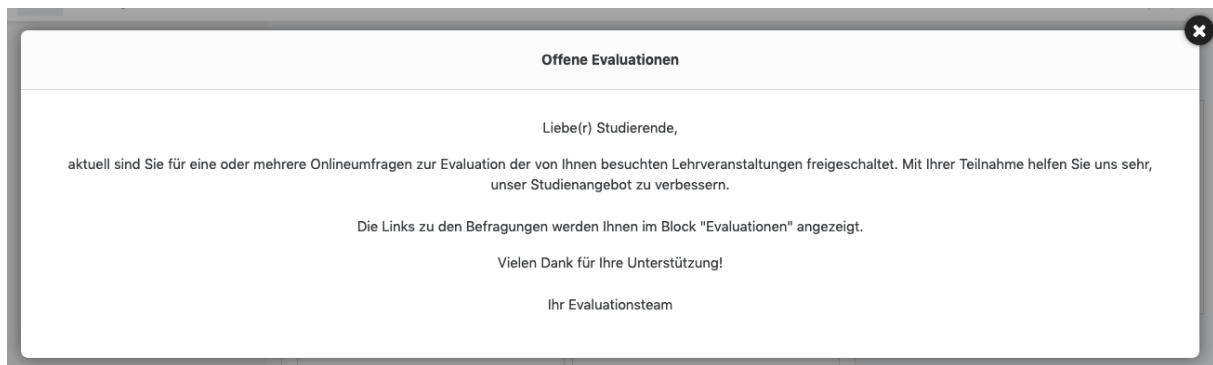 Offene Evaluationen
Liebe(r) Studierende,
aktuell sind Sie für eine oder mehrere Onlineumfragen zur Evaluation der von Ihnen besuchten Lehrveranstaltungen freigeschaltet. Mit Ihrer Teilnahme helfen Sie uns sehr,
unser Studienangebot zu verbessern.
Die Links zu den Befragungen werden Ihnen im Block "Evaluationen" angezeigt.
Vielen Dank für Ihre Unterstützung!
Ihr Evaluationsteam